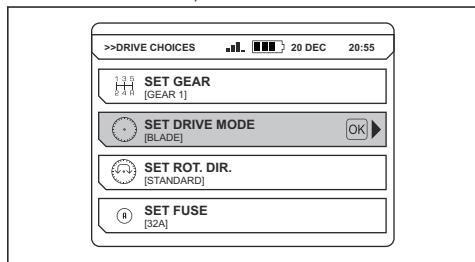 >>DRIVE CHOICES 20 DEC 20:55
1 3 5
2 4 R
SET GEAR
[GEAR 1]
SET DRIVE MODE
[BLADE]
OK
SET ROT. DIR.
[STANDARD]
A
SET FUSE
[32A]